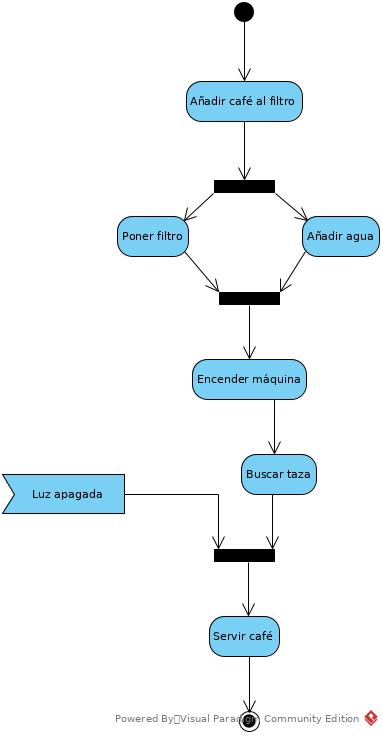 Añadir café al filtro
Poner filtro
Añadir agua
Encender máquina
Buscar taza
Luz apagada
Servir café
Powered By Visual Paradigm Community Edition